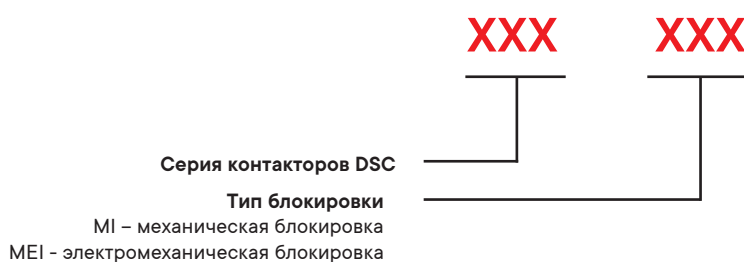 XXX XXX
Серия контакторов DSC
Тип блокировки
MI – механическая блокировка
MEI - электромеханическая блокировка